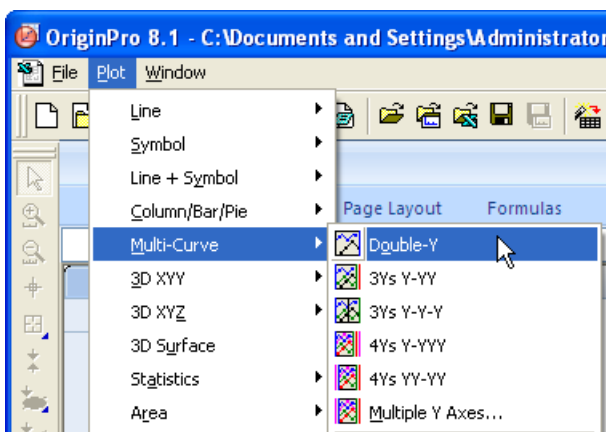 OriginPro 8.1 - C:\Documents and Settings\Administrator
File Plot Window
Line
Symbol
Line + Symbol
Column/Bar/Pie
Page Layout Formulas
Multi-Curve
Double-Y
3D XYY
3Ys Y-YY
3D XYZ
3Ys Y-Y-Y
3D Surface
4Ys Y-YYY
Statistics
4Ys YY-YY
Area
Multiple Y Axes...